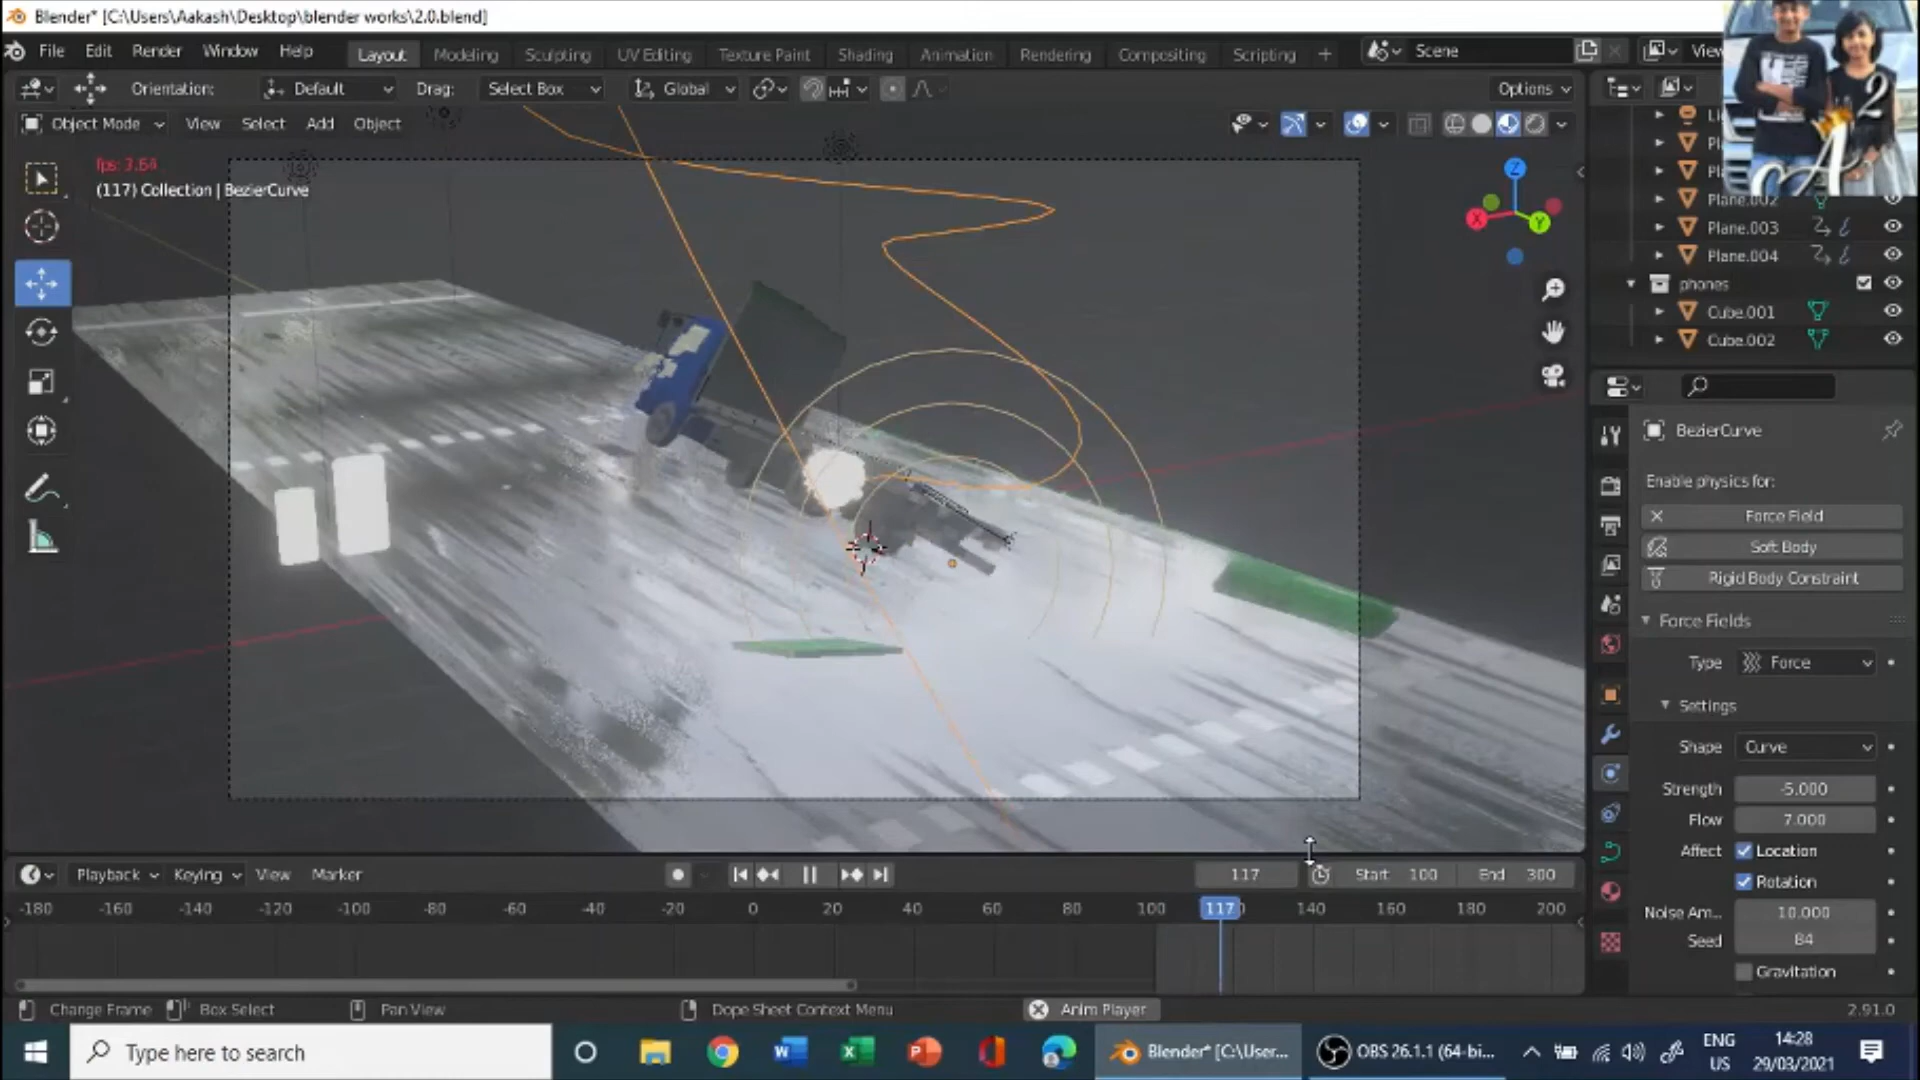 Blender* [C:\Users\Aakash\Desktop\blender works\2.0.blend]
File Edit Render Window Help
Layout Modeling Sculpting UV Editing Texture Paint Shading Animation Rendering Compositing Scripting +
Scene
Orientation: Default Drag: Select Box Global Options
Object Mode View Select Add Object
fps: 3.64
(117) Collection | BezierCurve
Z
X
Y
A
2
Plane.002
Plane.003
Plane.004
phones
Cube.001
Cube.002
BezierCurve
Enable physics for:
Force Field
Soft Body
Rigid Body Constraint
Force Fields
Type Force
Settings
Shape Curve
Strength -5.000
Flow 7.000
Affect Location
Rotation
Noise Am... 10.000
Seed 84
Gravitation
Playback Keying View Marker
117 Start 100 End 300
-180 -160 -140 -120 -100 -80 -60 -40 -20 0 20 40 60 80 100 117 140 160 180 200
Change Frame Box Select Pan View Dope Sheet Context Menu Anim Player 2.91.0
Type here to search
Blender* [C:\User...
OBS 26.1.1 (64-bi...
ENG
US
14:28
29/03/2021